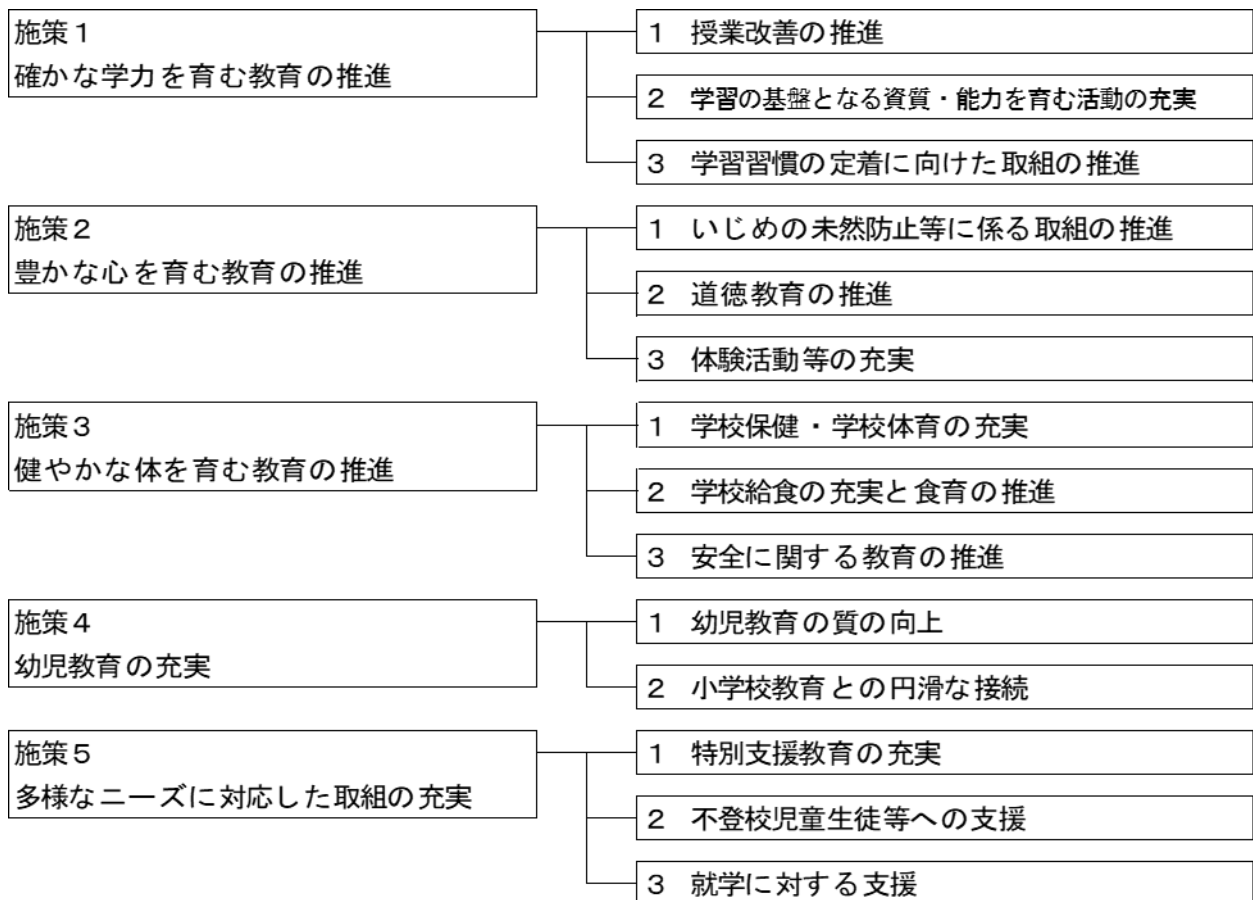 施策１
確かな学力を育む教育の推進
１　授業改善の推進
２　学習の基盤となる資質・能力を育む活動の充実
３　学習習慣の定着に向けた取組の推進
施策２
豊かな心を育む教育の推進
１　いじめの未然防止等に係る取組の推進
２　道徳教育の推進
３　体験活動等の充実
施策３
健やかな体を育む教育の推進
１　学校保健・学校体育の充実
２　学校給食の充実と食育の推進
３　安全に関する教育の推進
施策４
幼児教育の充実
１　幼児教育の質の向上
２　小学校教育との円滑な接続
施策５
多様なニーズに対応した取組の充実
１　特別支援教育の充実
２　不登校児童生徒等への支援
３　就学に対する支援